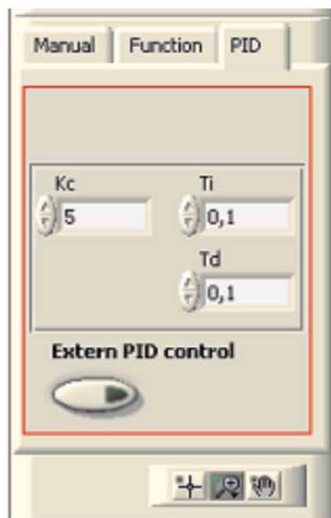 Manual Function PID
Kc Ti
5 0,1
Td
0,1
Extern PID control